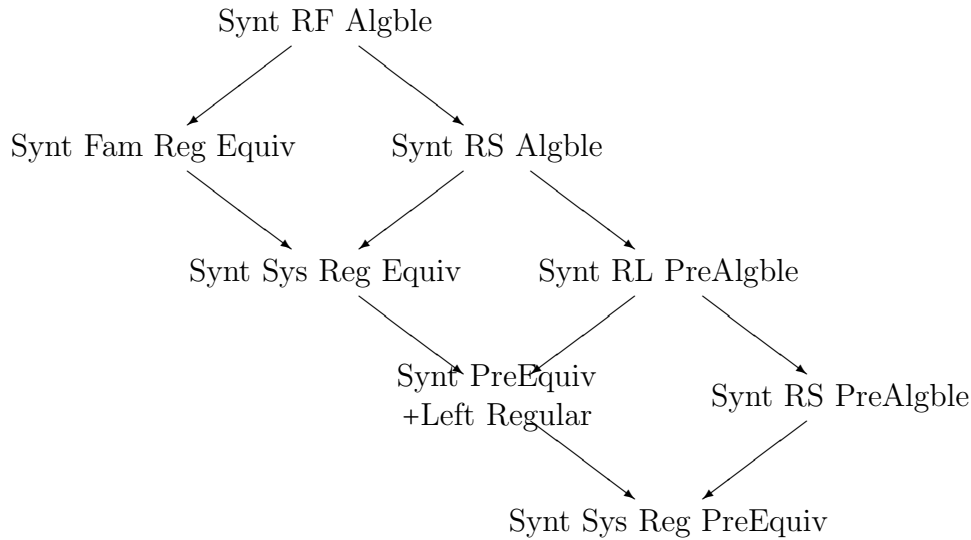 Synt RF Algble
Synt Fam Reg Equiv
Synt RS Algble
Synt Sys Reg Equiv
Synt RL PreAlgble
Synt PreEquiv
+Left Regular
Synt RS PreAlgble
Synt Sys Reg PreEquiv